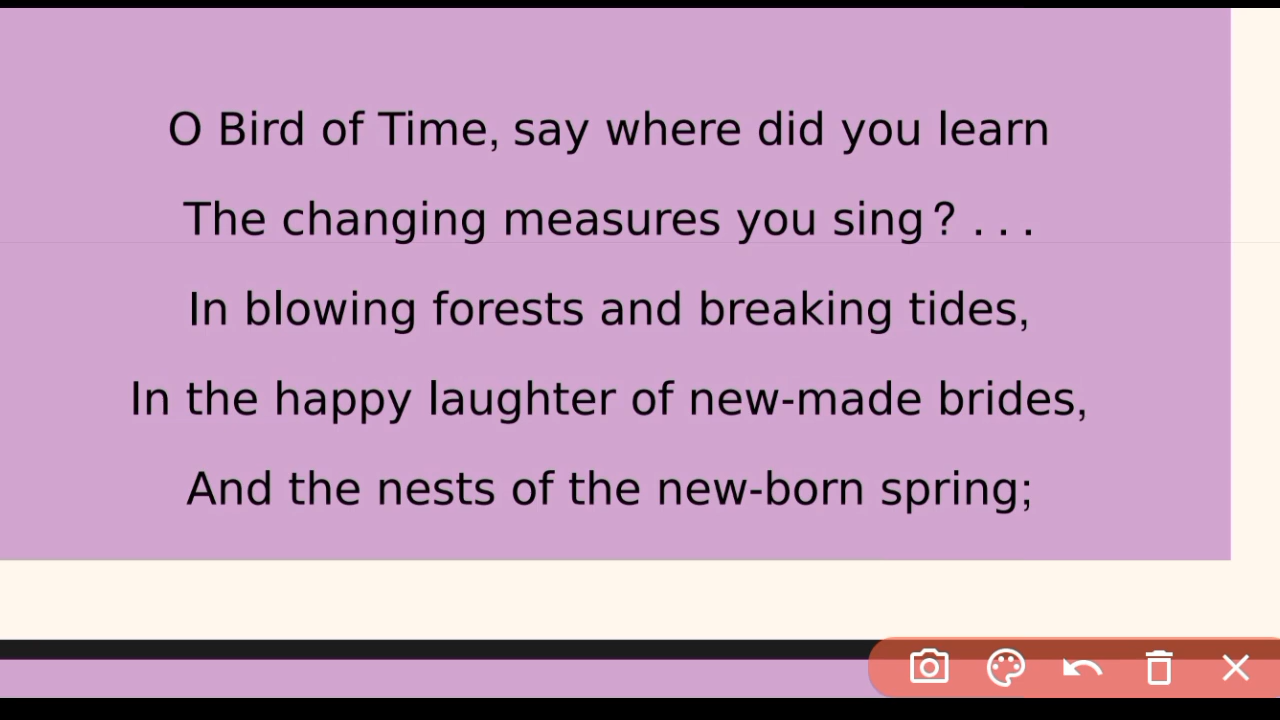 O Bird of Time, say where did you learn
The changing measures you sing? . . .
In blowing forests and breaking tides,
In the happy laughter of new-made brides,
And the nests of the new-born spring;